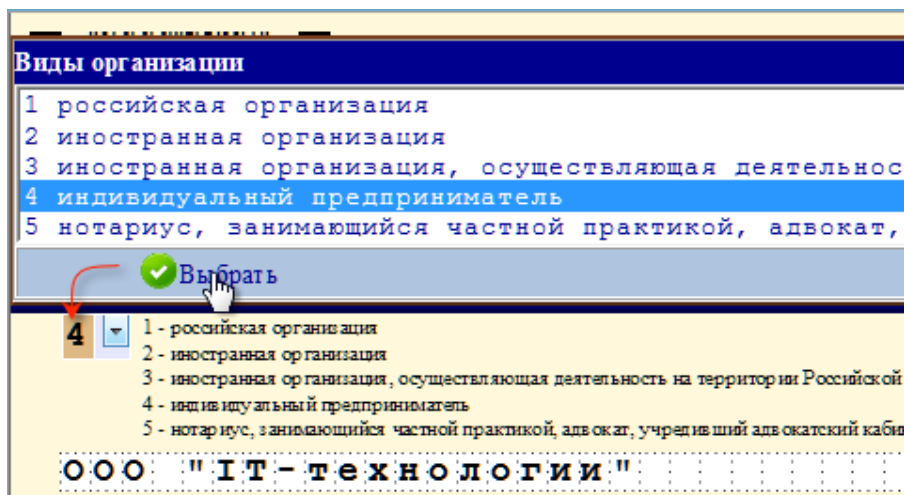 Виды организации
1 российская организация
2 иностранная организация
3 иностранная организация, осуществляющая деятельнос
4 индивидуальный предприниматель
5 нотариус, занимающийся частной практикой, адвокат,
Выбрать
4
1 - российская организация
2 - иностранная организация
3 - иностранная организация, осуществляющая деятельность на территории Российской
4 - индивидуальный предприниматель
5 - нотариус, занимающийся частной практикой, адвокат, учредивший адвокатский каби
ООО "IT-технологии"